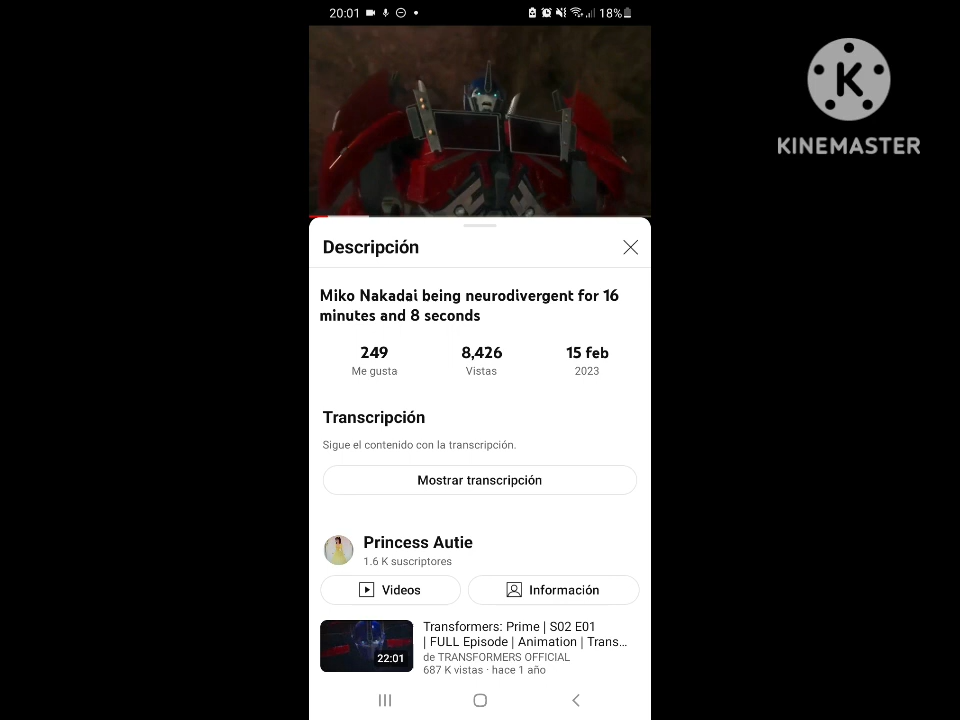 20:01
18%
K
KINEMASTER
Descripción
Miko Nakadai being neurodivergent for 16
minutes and 8 seconds
249
8,426
15 feb
Me gusta
Vistas
2023
Transcripción
Sigue el contenido con la transcripción.
Mostrar transcripción
Princess Autie
1.6 K suscriptores
Videos
Información
Transformers: Prime | S02 E01
| FULL Episode | Animation | Trans...
22:01
de TRANSFORMERS OFFICIAL
687 K vistas · hace 1 año